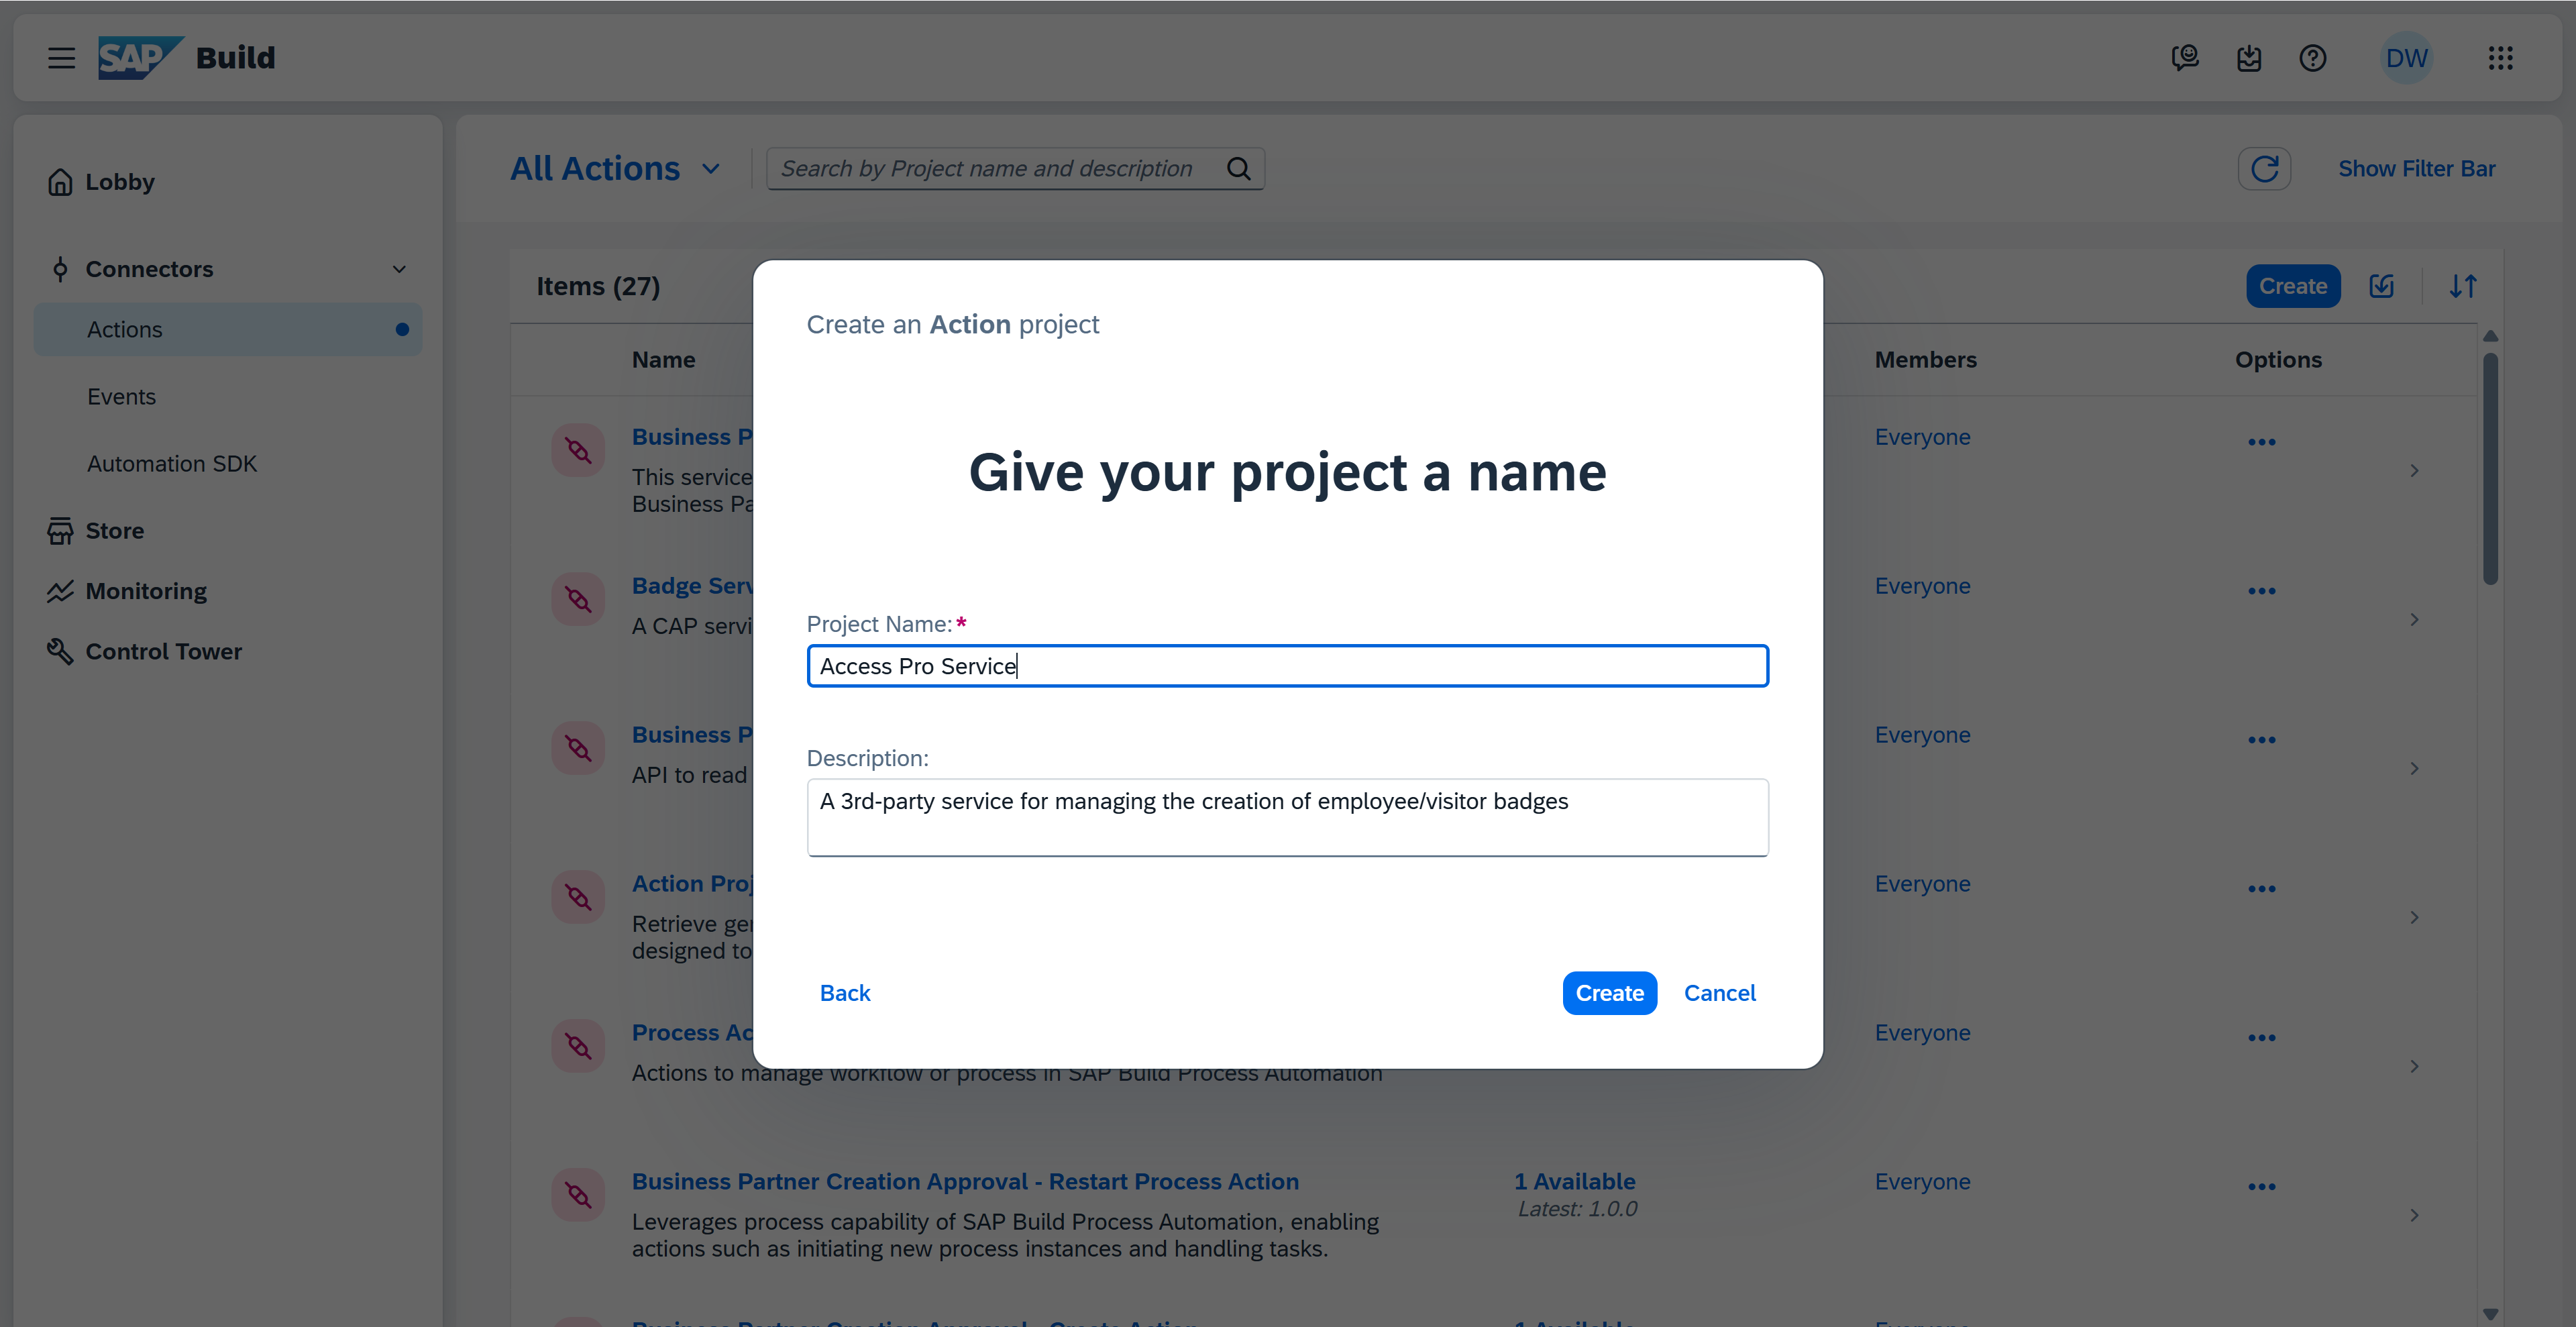 SAP Build
DW
Lobby
Connectors
Actions
Events
Automation SDK
Store
Monitoring
Control Tower
All Actions
Search by Project name and description
Show Filter Bar
Items (27)
Create
Name
Members
Options
Business P
This service
Business Pa
Everyone
Badge Serv
A CAP servi
Everyone
Business P
API to read
Everyone
Action Proj
Retrieve ger
designed to
Everyone
Process Ac
Actions to manage workflow or process in SAP Build Process Automation
Everyone
Business Partner Creation Approval - Restart Process Action
Leverages process capability of SAP Build Process Automation, enabling
actions such as initiating new process instances and handling tasks.
1 Available
Latest: 1.0.0
Everyone
Create an Action project
Give your project a name
Project Name:*
Access Pro Service
Description:
A 3rd-party service for managing the creation of employee/visitor badges
Back
Create
Cancel